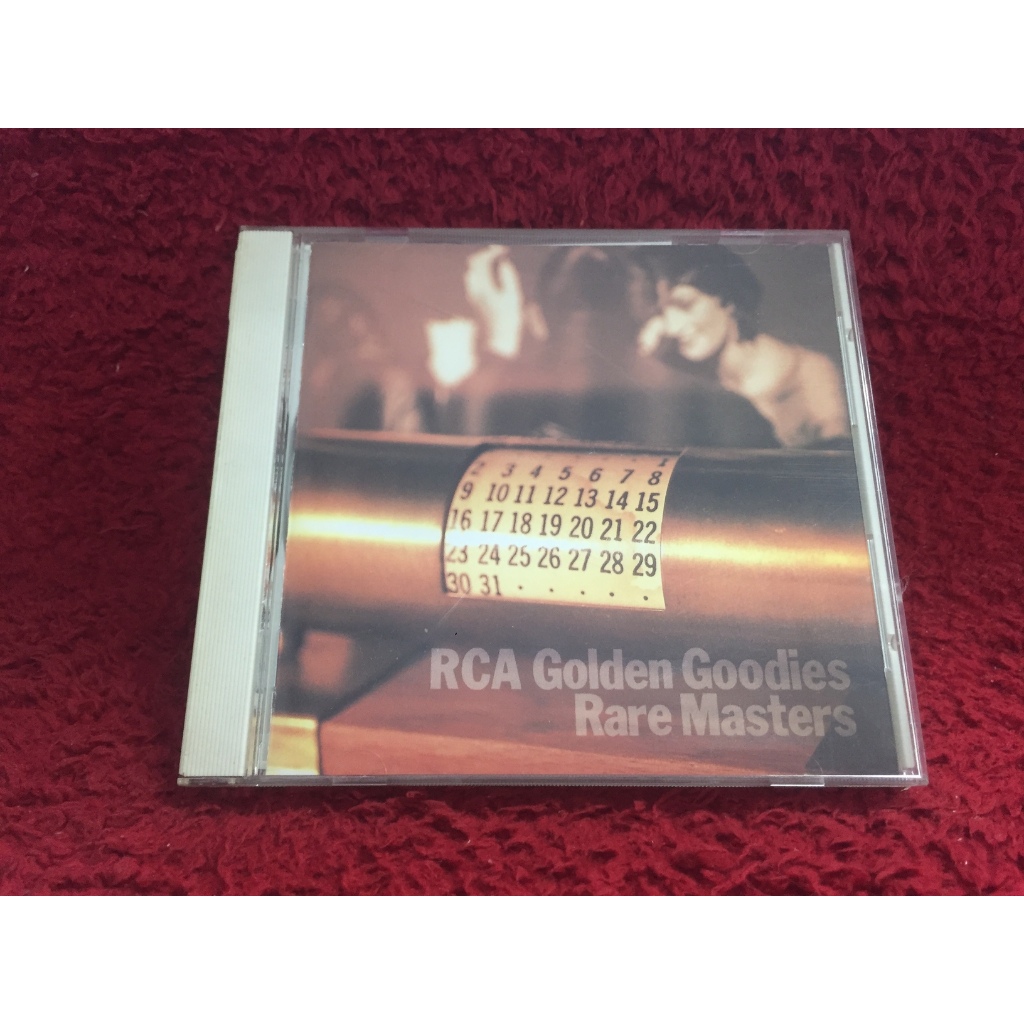 1
2 3 4 5 6 7 8
9 10 11 12 13 14 15
16 17 18 19 20 21 22
23 24 25 26 27 28 29
30 31 · · · · ·
RCA Golden Goodies
Rare Masters